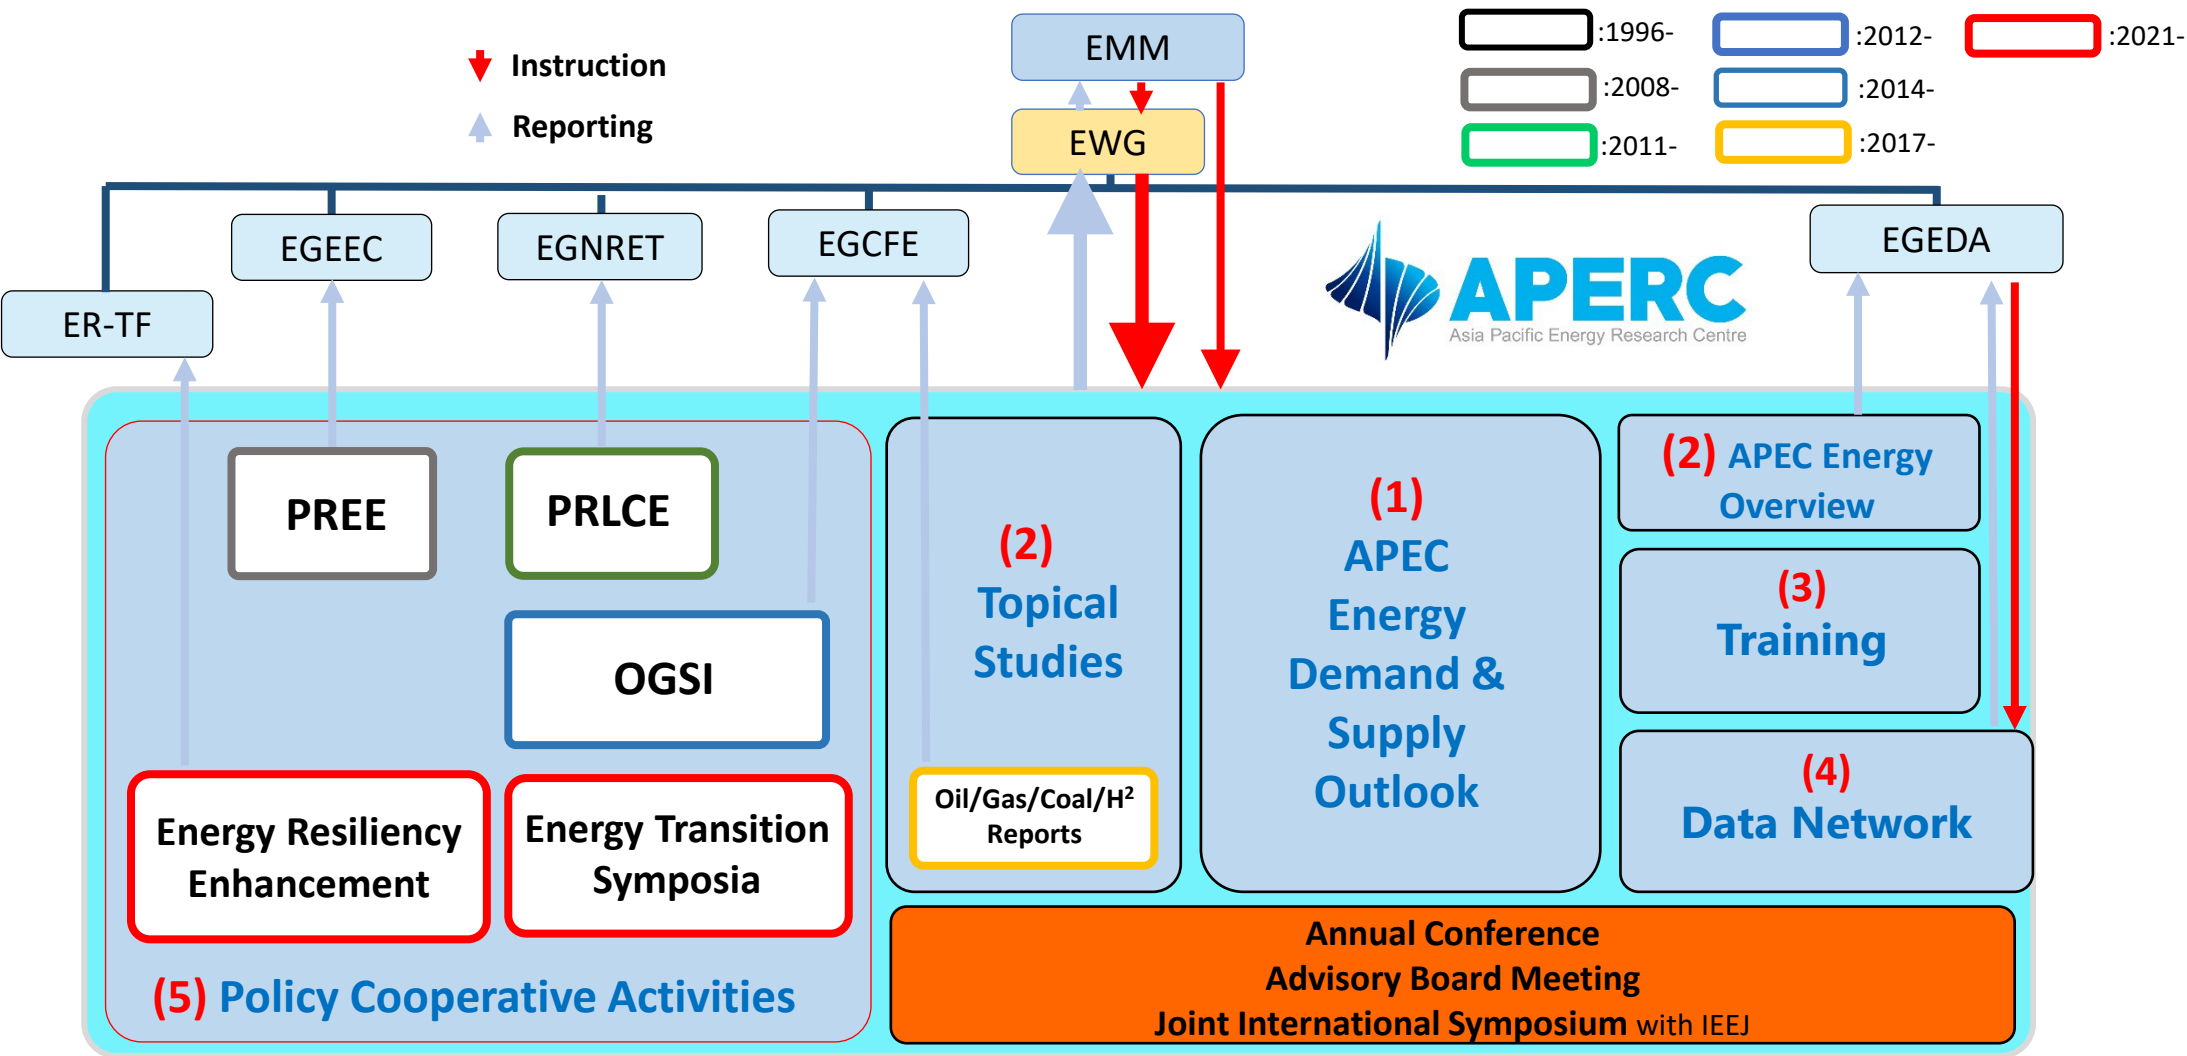 EMM
:1996-
:2012-
:2021-
Instruction
:2008-
:2014-
Reporting
EWG
:2011-
:2017-
EGEEC
EGNRET
EGCFE
EGEDA
ER-TF
APERC
Asia Pacific Energy Research Centre
PREE
PRLCE
OGSI
Energy Resiliency
Enhancement
Energy Transition
Symposia
(5) Policy Cooperative Activities
(2)
Topical
Studies
Oil/Gas/Coal/H²
Reports
(1)
APEC
Energy
Demand &
Supply
Outlook
(2) APEC Energy
Overview
(3)
Training
(4)
Data Network
Annual Conference
Advisory Board Meeting
Joint International Symposium with IEEJ